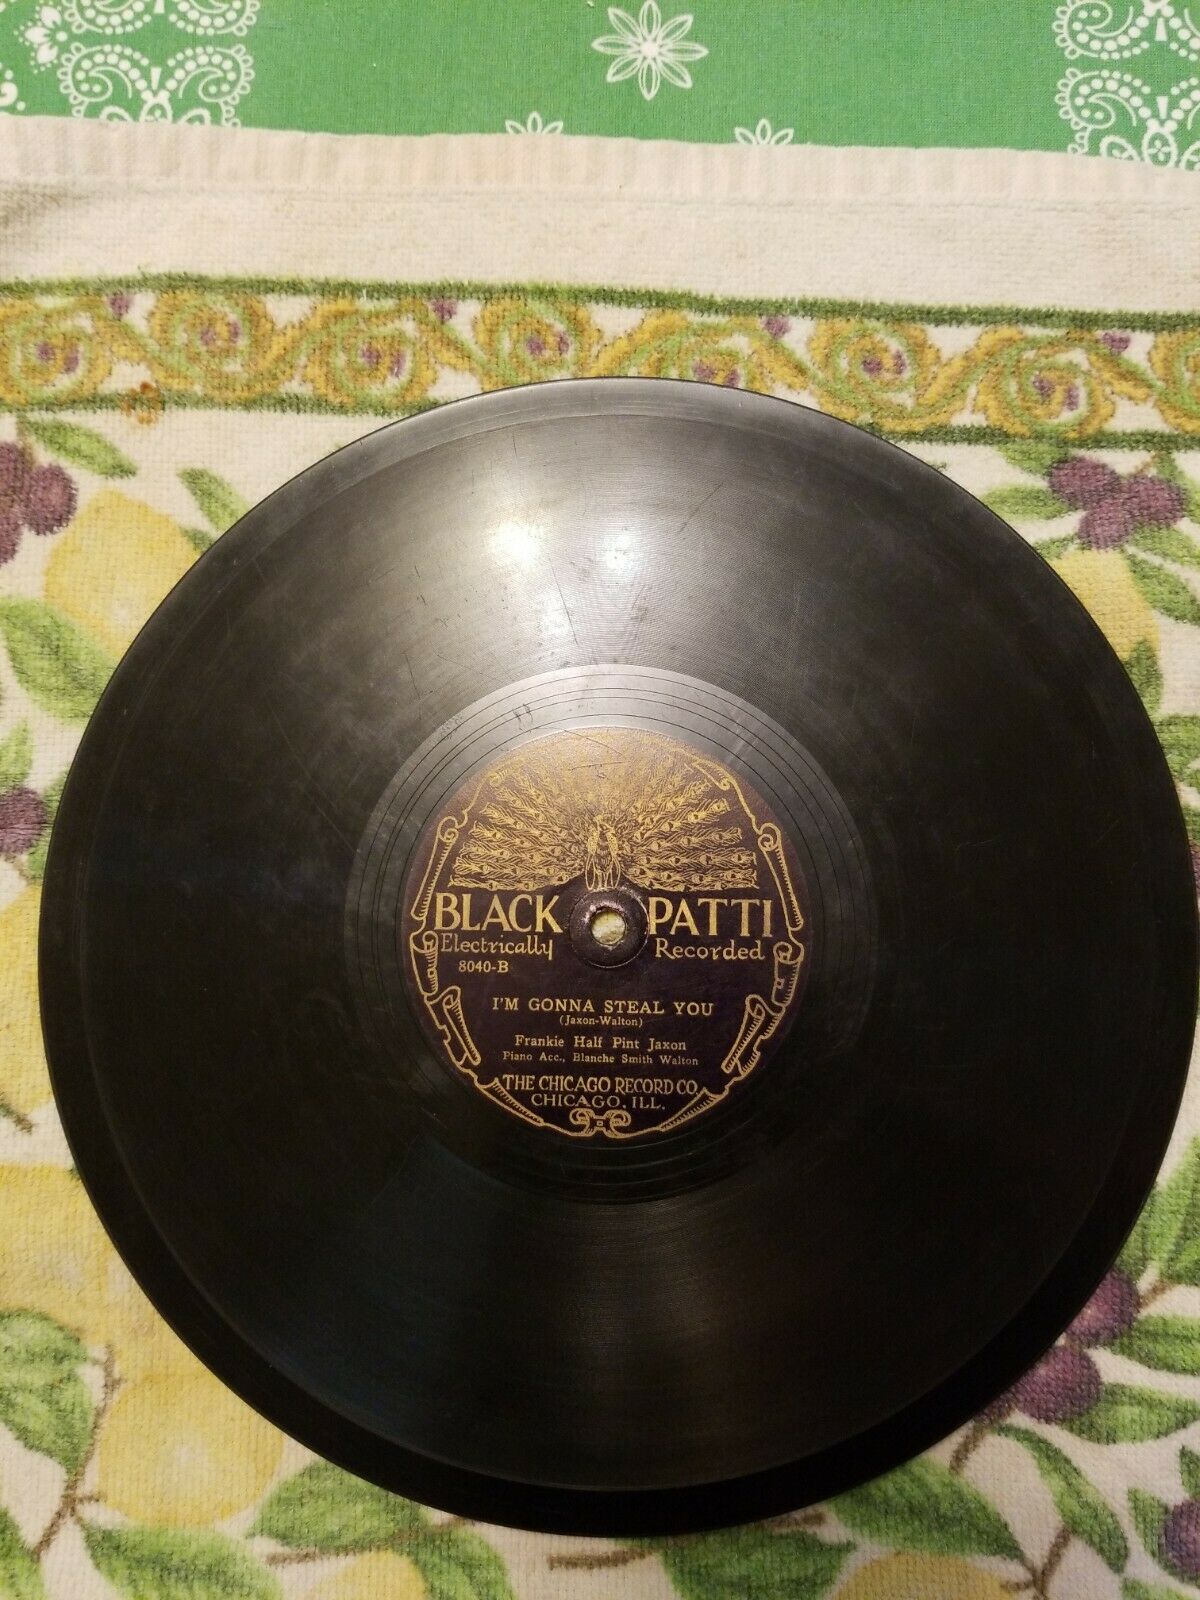 BLACK PATTI
Electrically Recorded
8040-B
I'M GONNA STEAL YOU
(Jaxon-Walton)
Frankie Half Pint Jaxon
Piano Acc., Blanche Smith Walton
THE CHICAGO RECORD CO.
CHICAGO, ILL.